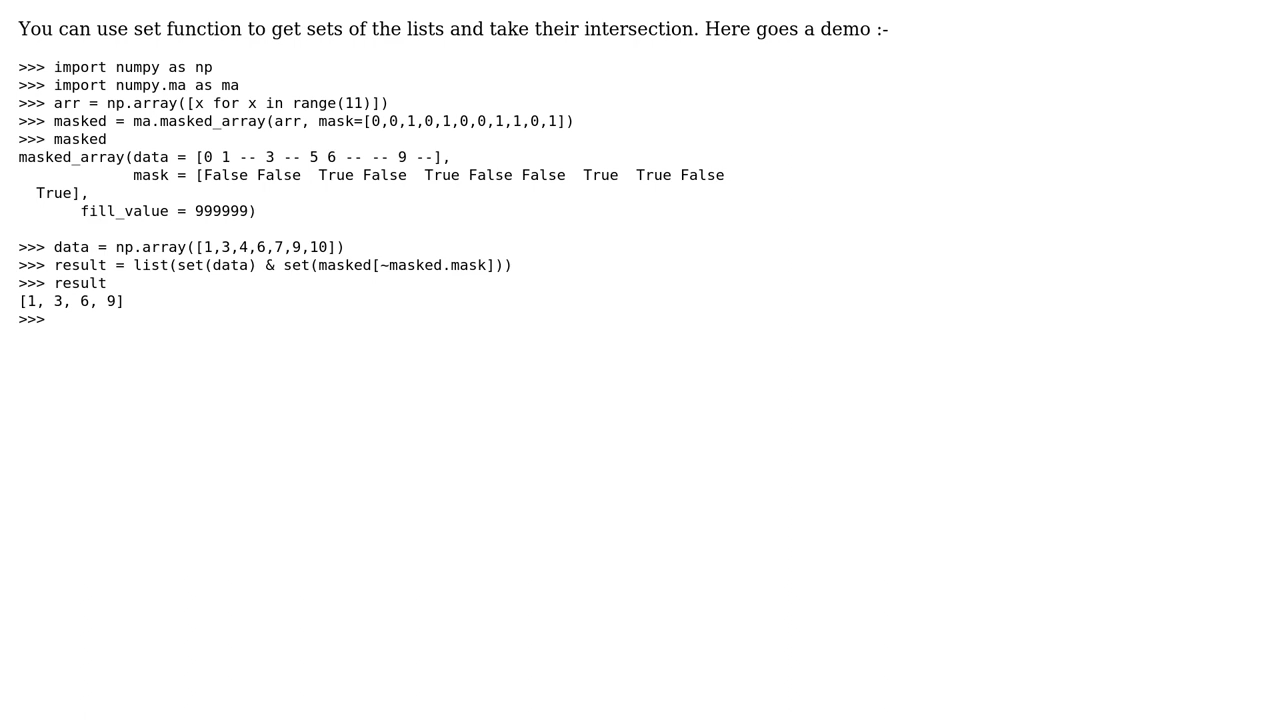 You can use set function to get sets of the lists and take their intersection. Here goes a demo :-
>>> import numpy as np
>>> import numpy.ma as ma
>>> arr = np.array([x for x in range(11)])
>>> masked = ma.masked_array(arr, mask=[0,0,1,0,1,0,0,1,1,0,1])
>>> masked
masked_array(data = [0 1 -- 3 -- 5 6 -- -- 9 --],
             mask = [False False  True False  True False False  True  True False
  True],
       fill_value = 999999)
>>> data = np.array([1,3,4,6,7,9,10])
>>> result = list(set(data) & set(masked[~masked.mask]))
>>> result
[1, 3, 6, 9]
>>>